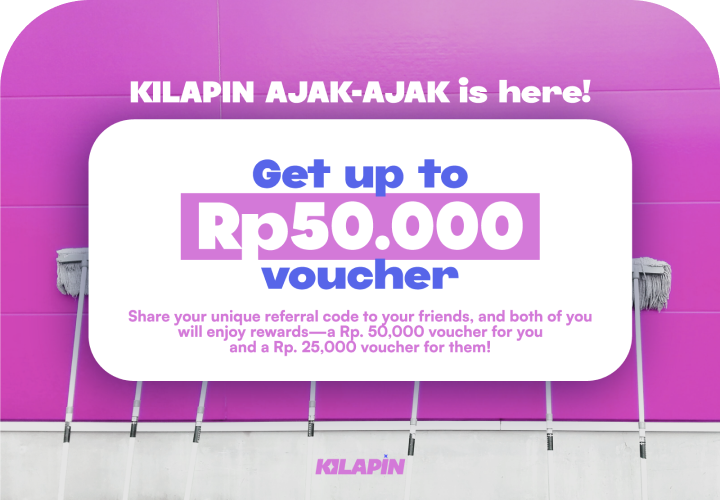 KILAPIN AJAK-AJAK is here!
Get up to
Rp50.000
voucher
Share your unique referral code to your friends, and both of you
will enjoy rewards—a Rp. 50,000 voucher for you
and a Rp. 25,000 voucher for them!
KILAPIN